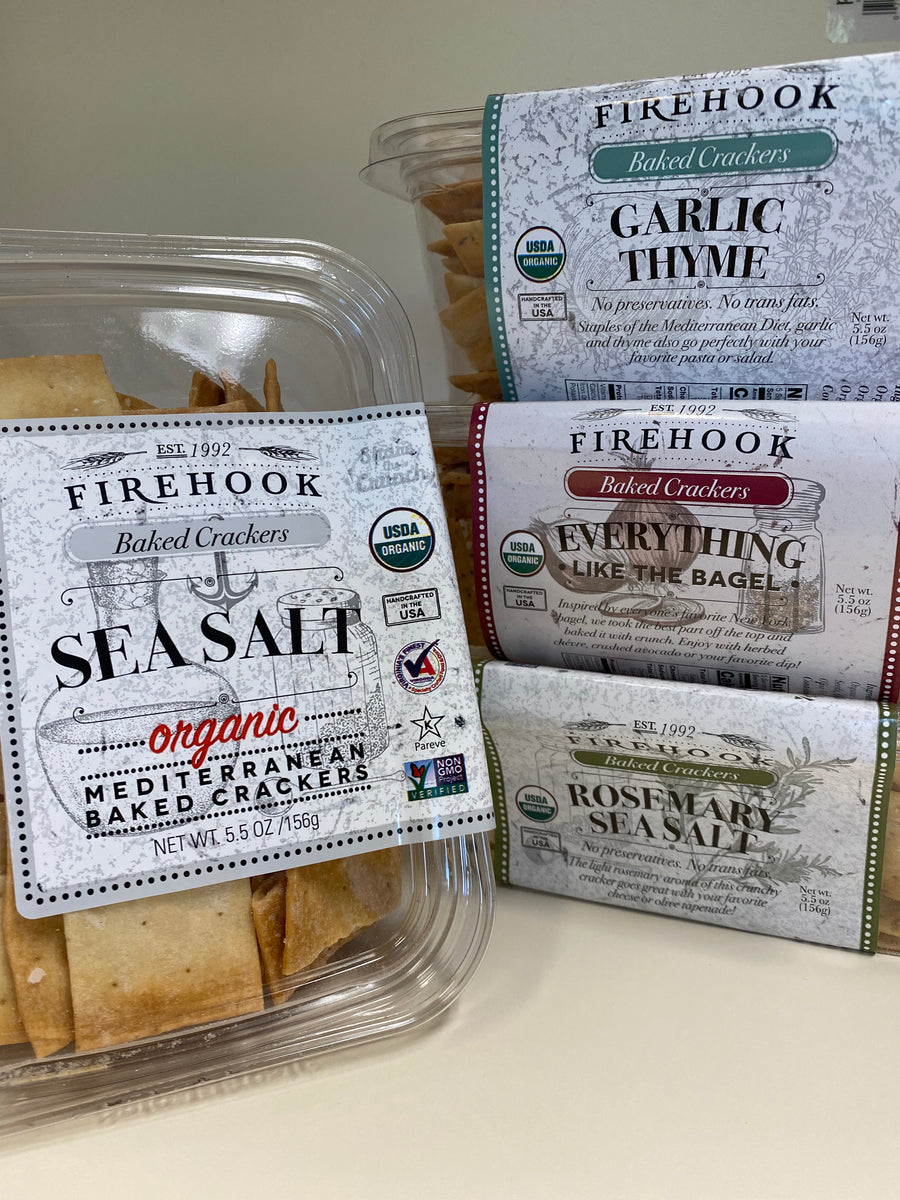 EST. 1992
FIREHOOK
Baked Crackers
SEA SALT
organic
MEDITERRANEAN
BAKED CRACKERS
NET WT. 5.5 OZ /156g
USDA
ORGANIC
HANDCRAFTED
IN THE
USA
VIRGINIA'S FINEST
Pareve
NON
GMO
Project
VERIFIED
EST 1992
FIREHOOK
Baked Crackers
GARLIC
THYME
USDA
ORGANIC
HANDCRAFTED
IN THE
USA
No preservatives. No trans fats.
Staples of the Mediterranean Diet, garlic
and thyme also go perfectly with your
favorite pasta or salad.
Net wt.
5.5 oz
(156g)
EST. 1992
FIREHOOK
Baked Crackers
EVERYTHING
• LIKE THE BAGEL •
USDA
ORGANIC
HANDCRAFTED
IN THE
USA
Inspired by everyone's favorite New York
bagel, we took the best part off the top and
baked it with crunch. Enjoy with herbed
chévre, crushed avocado or your favorite dip!
Net wt.
5.5 oz
(156g)
EST. 1992
FIREHOOK
Baked Crackers
ROSEMARY
SEA SALT
USDA
ORGANIC
HANDCRAFTED
IN THE
USA
No preservatives. No trans fats.
The light rosemary aroma of this crunchy
cracker goes great with your favorite
cheese or olive tapenade!
Net wt.
5.5 oz
(156g)